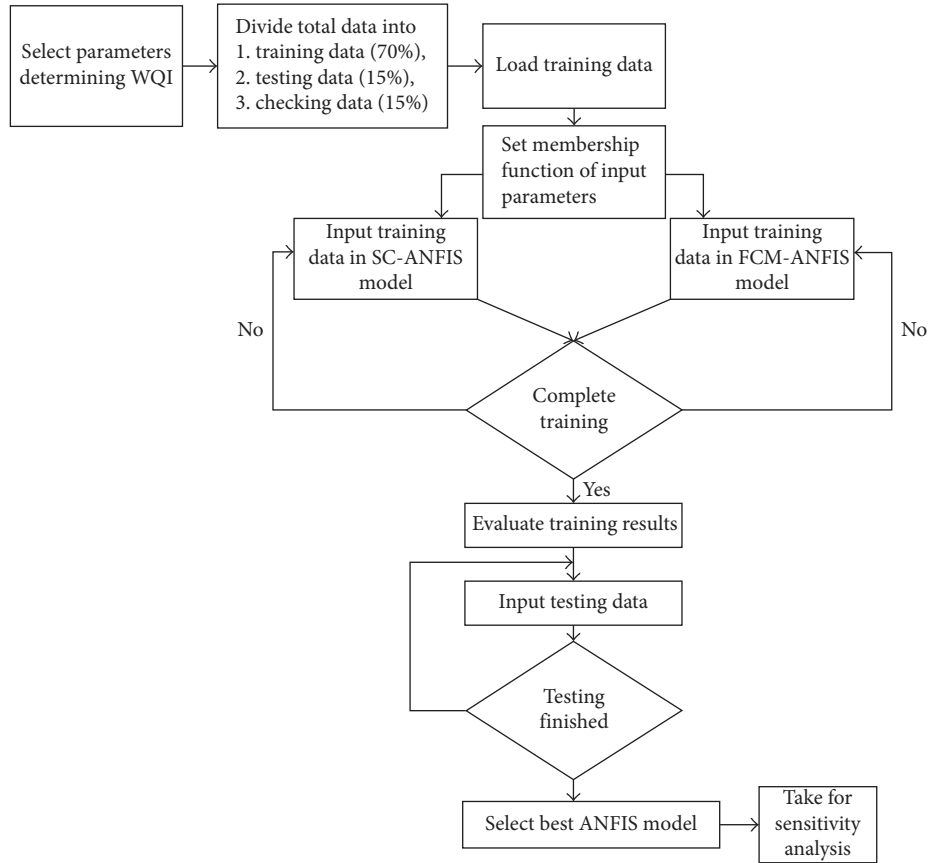 Select parameters
determining WQI
Divide total data into
1. training data (70%),
2. testing data (15%),
3. checking data (15%)
Load training data
Set membership
function of input
parameters
Input training
data in SC-ANFIS
model
Input training
data in FCM-ANFIS
model
No
No
Complete
training
Yes
Evaluate training results
Input testing data
Testing
finished
Select best ANFIS model
Take for
sensitivity
analysis